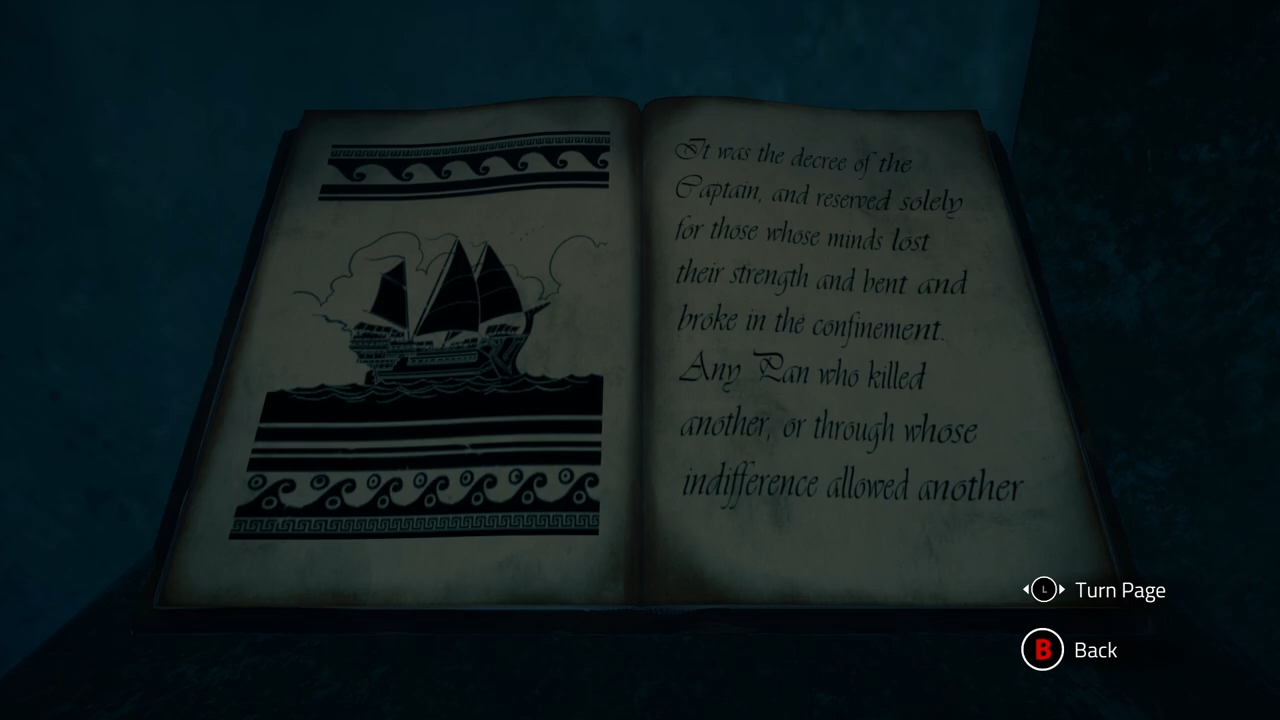 It was the decree of the
Captain, and reserved solely
for those whose minds lost
their strength and bent and
broke in the confinement.
Any Pan who killed
another, or through whose
indifference allowed another
L
Turn Page
B
Back